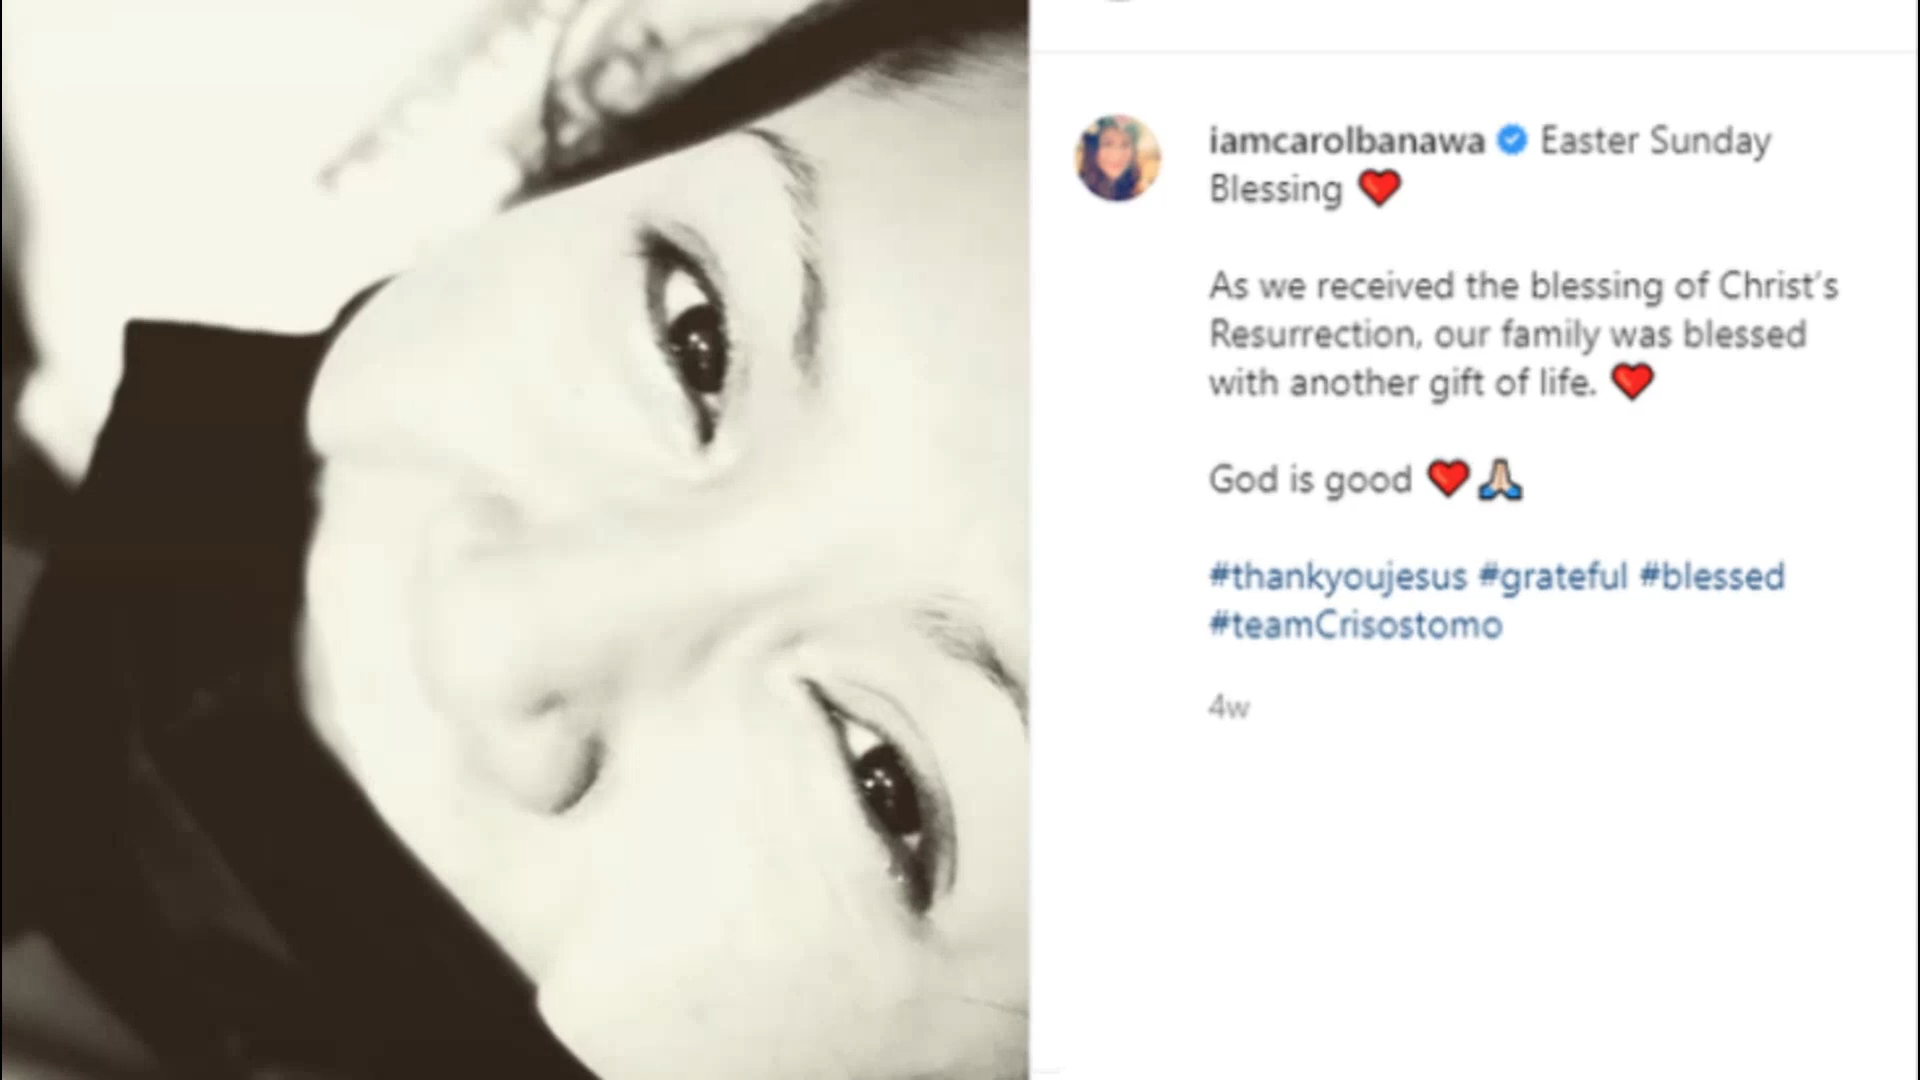 iamcarolbanawa Easter Sunday
Blessing ❤️
As we received the blessing of Christ’s
Resurrection, our family was blessed
with another gift of life. ❤️
God is good ❤️🙏🏼
#thankyoujesus #grateful #blessed
#teamCrisostomo
4w